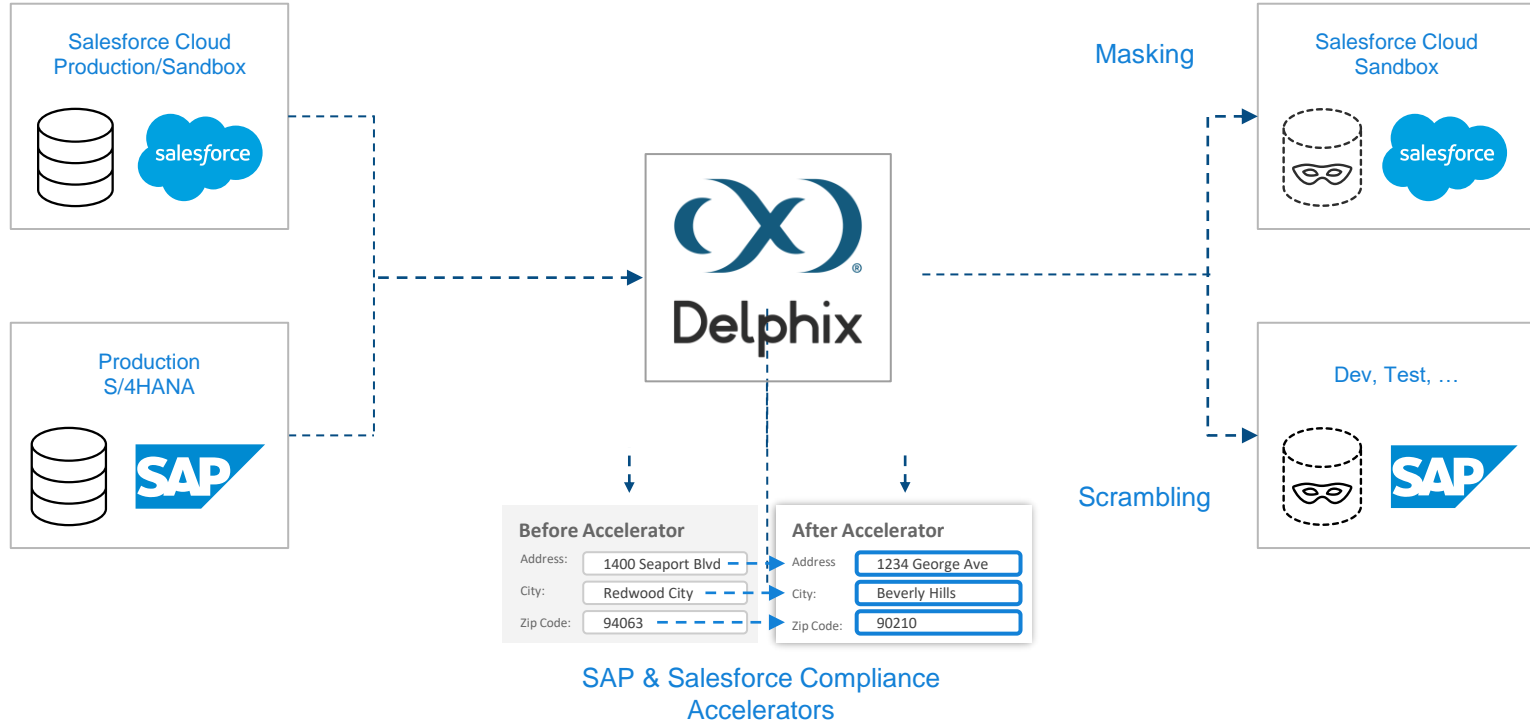 Salesforce Cloud
Production/Sandbox
salesforce
Production
S/4HANA
SAP
®
Delphix
Masking
Salesforce Cloud
Sandbox
salesforce
Dev, Test, …
SAP
Scrambling
Before Accelerator
Address: 1400 Seaport Blvd
City: Redwood City
Zip Code: 94063
After Accelerator
Address 1234 George Ave
City: Beverly Hills
Zip Code: 90210
SAP & Salesforce Compliance
Accelerators